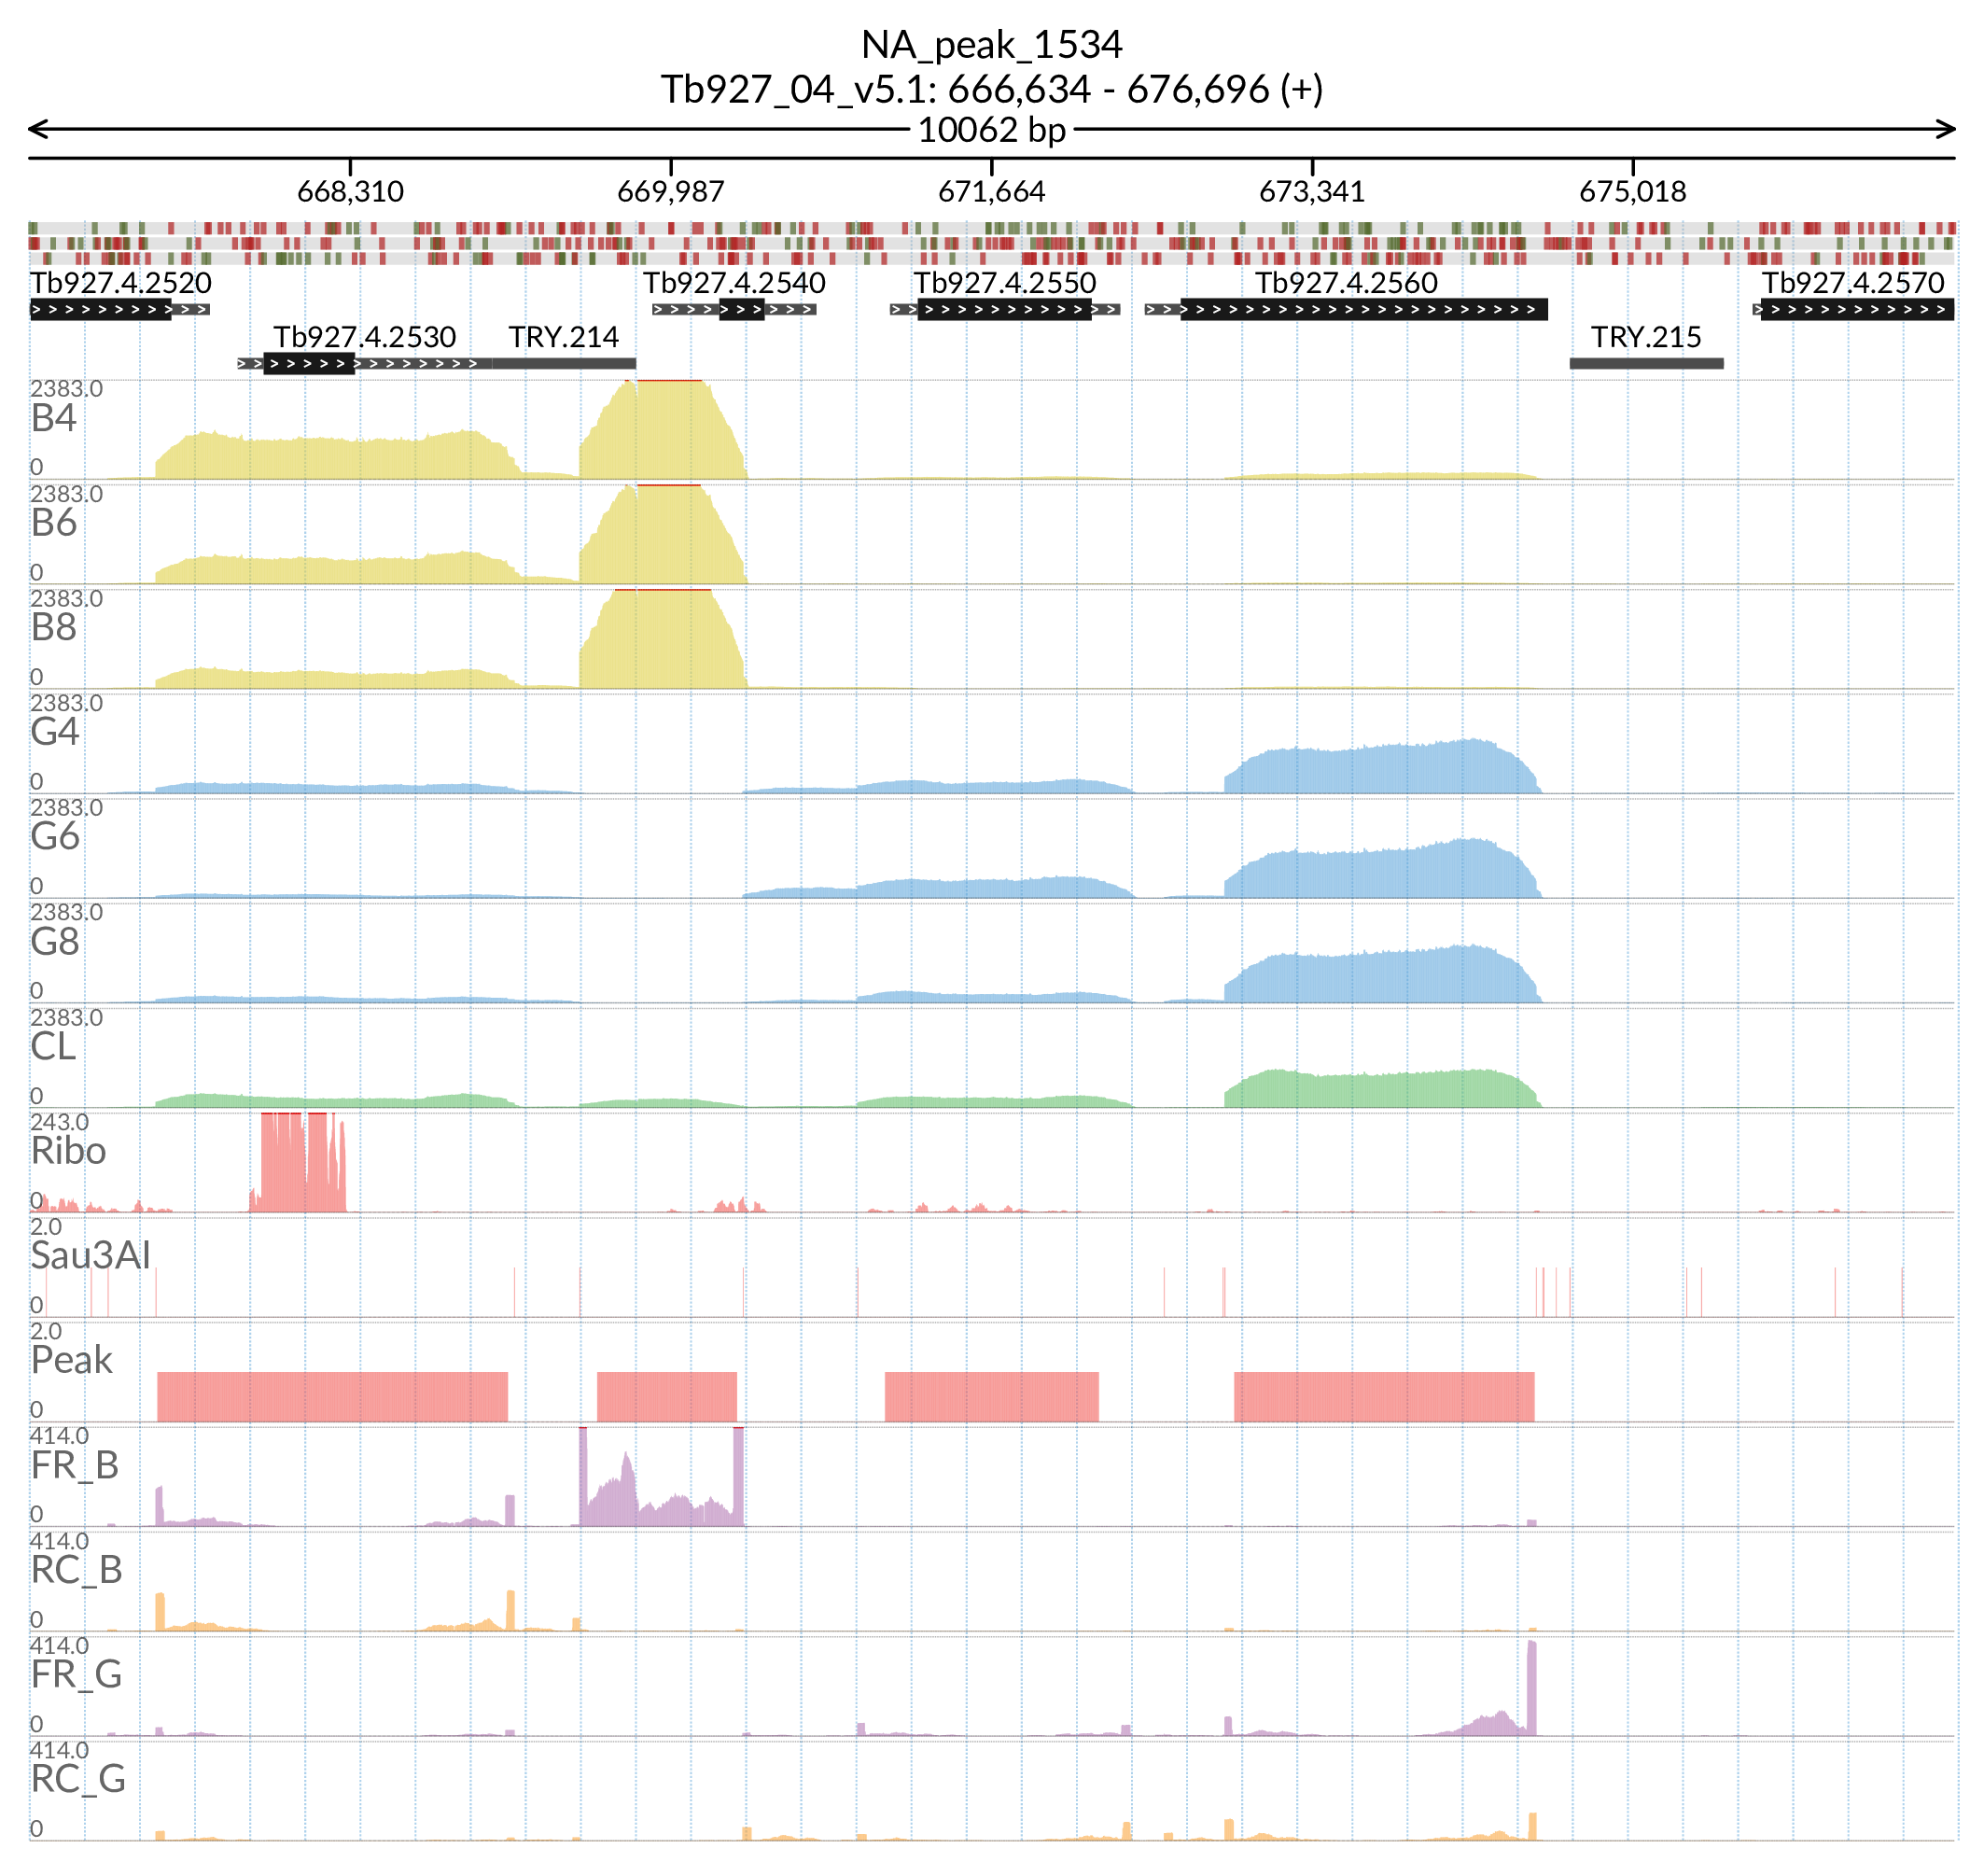 NA_peak_1534
Tb927_04_v5.1: 666,634 - 676,696 (+)
10062 bp
668,310 669,987 671,664 673,341 675,018
Tb927.4.2520 Tb927.4.2540 Tb927.4.2550 Tb927.4.2560 Tb927.4.2570
Tb927.4.2530 TRY.214 TRY.215
2383.0
B4
0
2383.0
B6
0
2383.0
B8
0
2383.0
G4
0
2383.0
G6
0
2383.0
G8
0
2383.0
CL
0
243.0
Ribo
0
2.0
Sau3AI
0
2.0
Peak
0
414.0
FR_B
0
414.0
RC_B
0
414.0
FR_G
0
414.0
RC_G
0